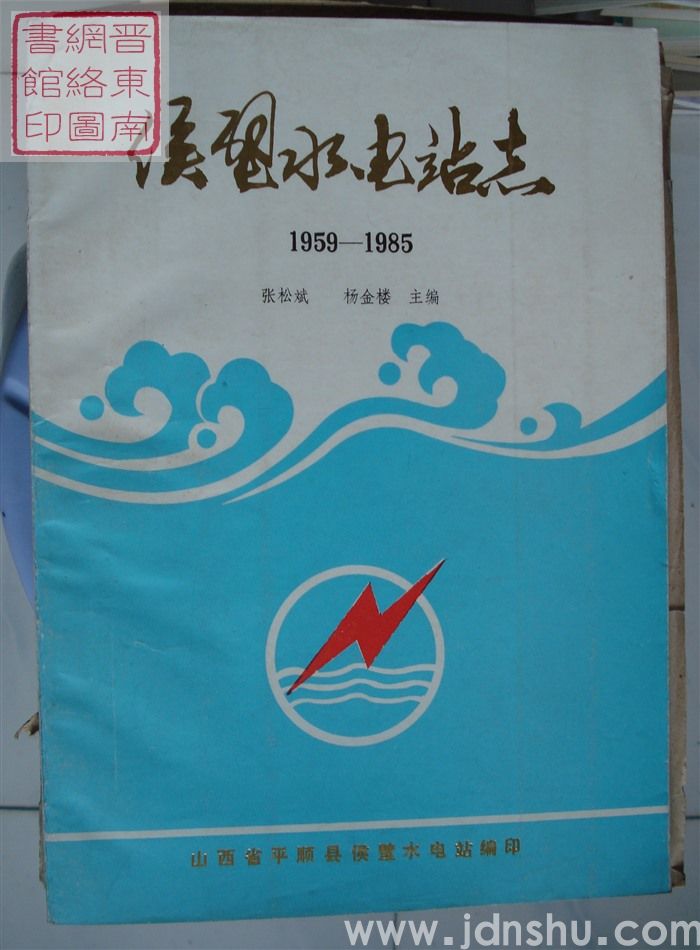 晋東南
網絡圖
書館印
侯壁水电站志
1959—1985
张松斌 杨金楼 主编
山西省平顺县侯壁水电站编印
www.jdnshu.com